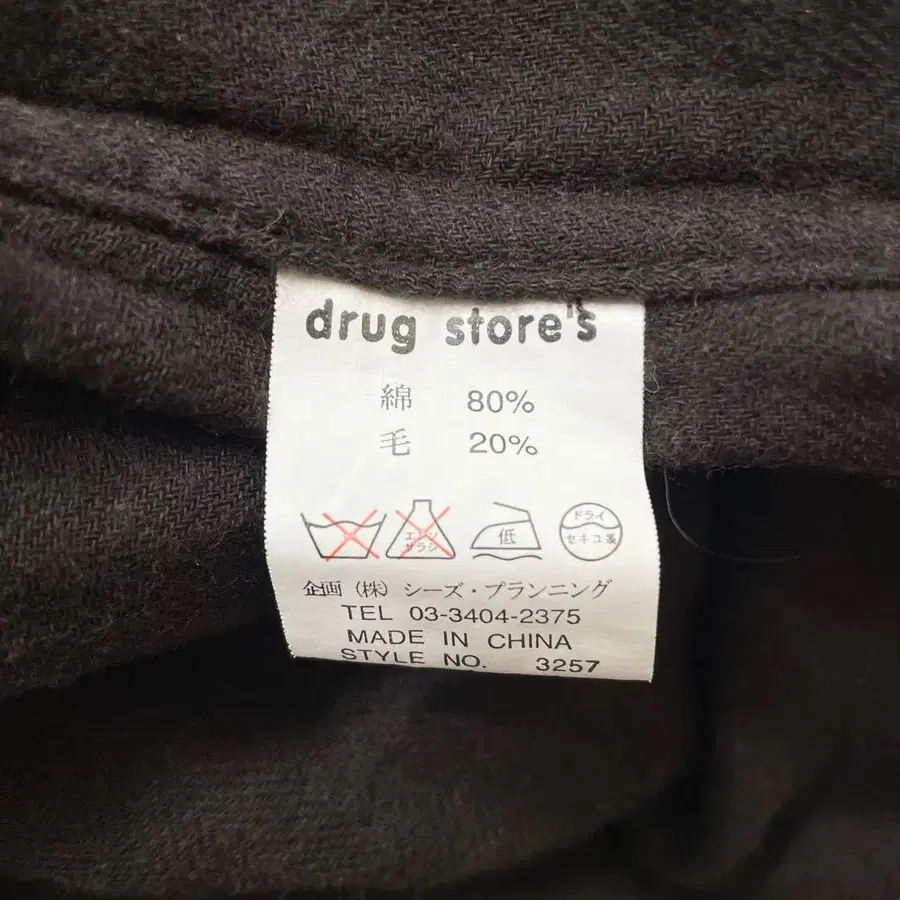 drug store's
綿 80%
毛 20%
エンソ
サラシ
低
ドライ
セキユ系
企画 (株) シーズ・プランニング
TEL 03-3404-2375
MADE IN CHINA
STYLE NO. 3257